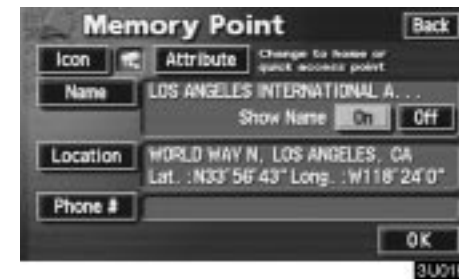 Memory Point Back
Icon Attribute Change to home or
quick access point
Name LOS ANGELES INTERNATIONAL A...
Show Name On Off
Location WORLD WAY N, LOS ANGELES, CA
Lat. :N33°56'43" Long. :W118°24'0"
Phone #
OK
3U01